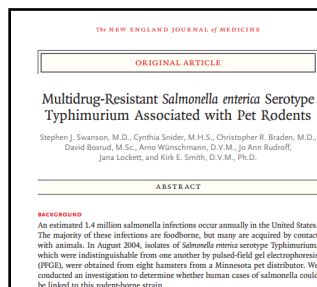 The NEW ENGLAND JOURNAL of MEDICINE
ORIGINAL ARTICLE
Multidrug-Resistant Salmonella enterica Serotype
Typhimurium Associated with Pet Rodents
Stephen J. Swanson, M.D., Cynthia Snider, M.H.S., Christopher R. Braden, M.D.,
David Boxrud, M.Sc., Arno Wünschmann, D.V.M., Jo Ann Rudroff,
Jana Lockett, and Kirk E. Smith, D.V.M., Ph.D.
ABSTRACT
BACKGROUND
An estimated 1.4 million salmonella infections occur annually in the United States.
The majority of these infections are foodborne, but many are acquired by contact
with animals. In August 2004, isolates of Salmonella enterica serotype Typhimurium,
which were indistinguishable from one another by pulsed-field gel electrophoresis
(PFGE), were obtained from eight hamsters from a Minnesota pet distributor. We
conducted an investigation to determine whether human cases of salmonella could
be linked to this rodent-borne strain.